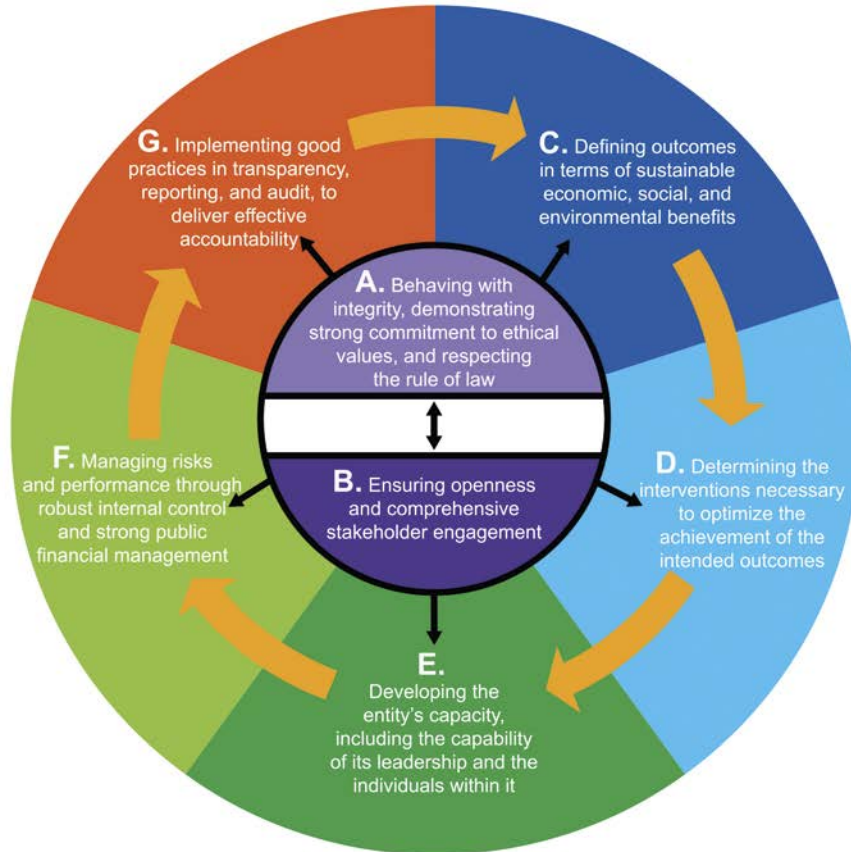 A. Behaving with
integrity, demonstrating
strong commitment to ethical
values, and respecting
the rule of law
B. Ensuring openness
and comprehensive
stakeholder engagement
C. Defining outcomes
in terms of sustainable
economic, social, and
environmental benefits
D. Determining the
interventions necessary
to optimize the
achievement of the
intended outcomes
E.
Developing the
entity’s capacity,
including the capability
of its leadership and the
individuals within it
F. Managing risks
and performance through
robust internal control
and strong public
financial management
G. Implementing good
practices in transparency,
reporting, and audit, to
deliver effective
accountability